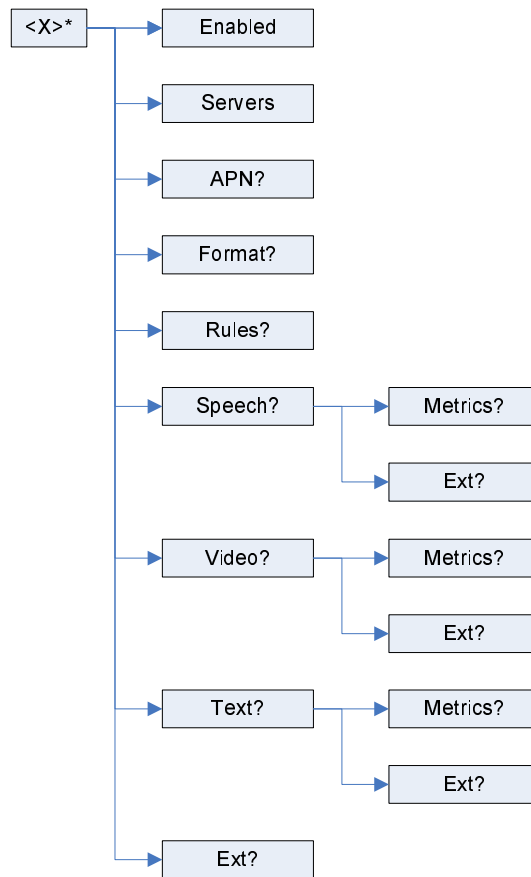 <X>*
Enabled
Servers
APN?
Format?
Rules?
Speech?
Metrics?
Ext?
Video?
Metrics?
Ext?
Text?
Metrics?
Ext?
Ext?